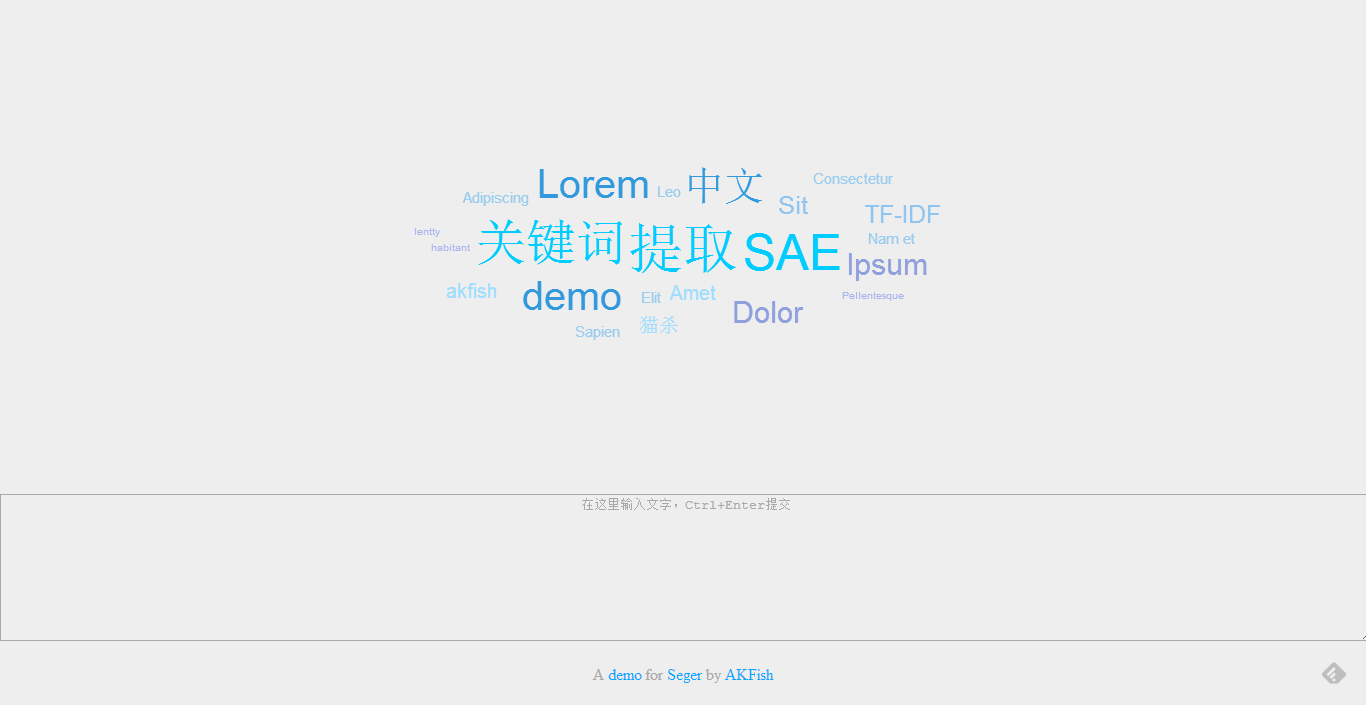 Lorem
中文
Consectetur
Adipiscing
Leo
Sit
TF-IDF
lentty
habitant
关键词
提取
SAE
Nam et
Ipsum
akfish
demo
Elit
Amet
Pellentesque
Dolor
Sapien
猫杀
在这里输入文字，Ctrl+Enter提交
A demo for Seger by AKFish